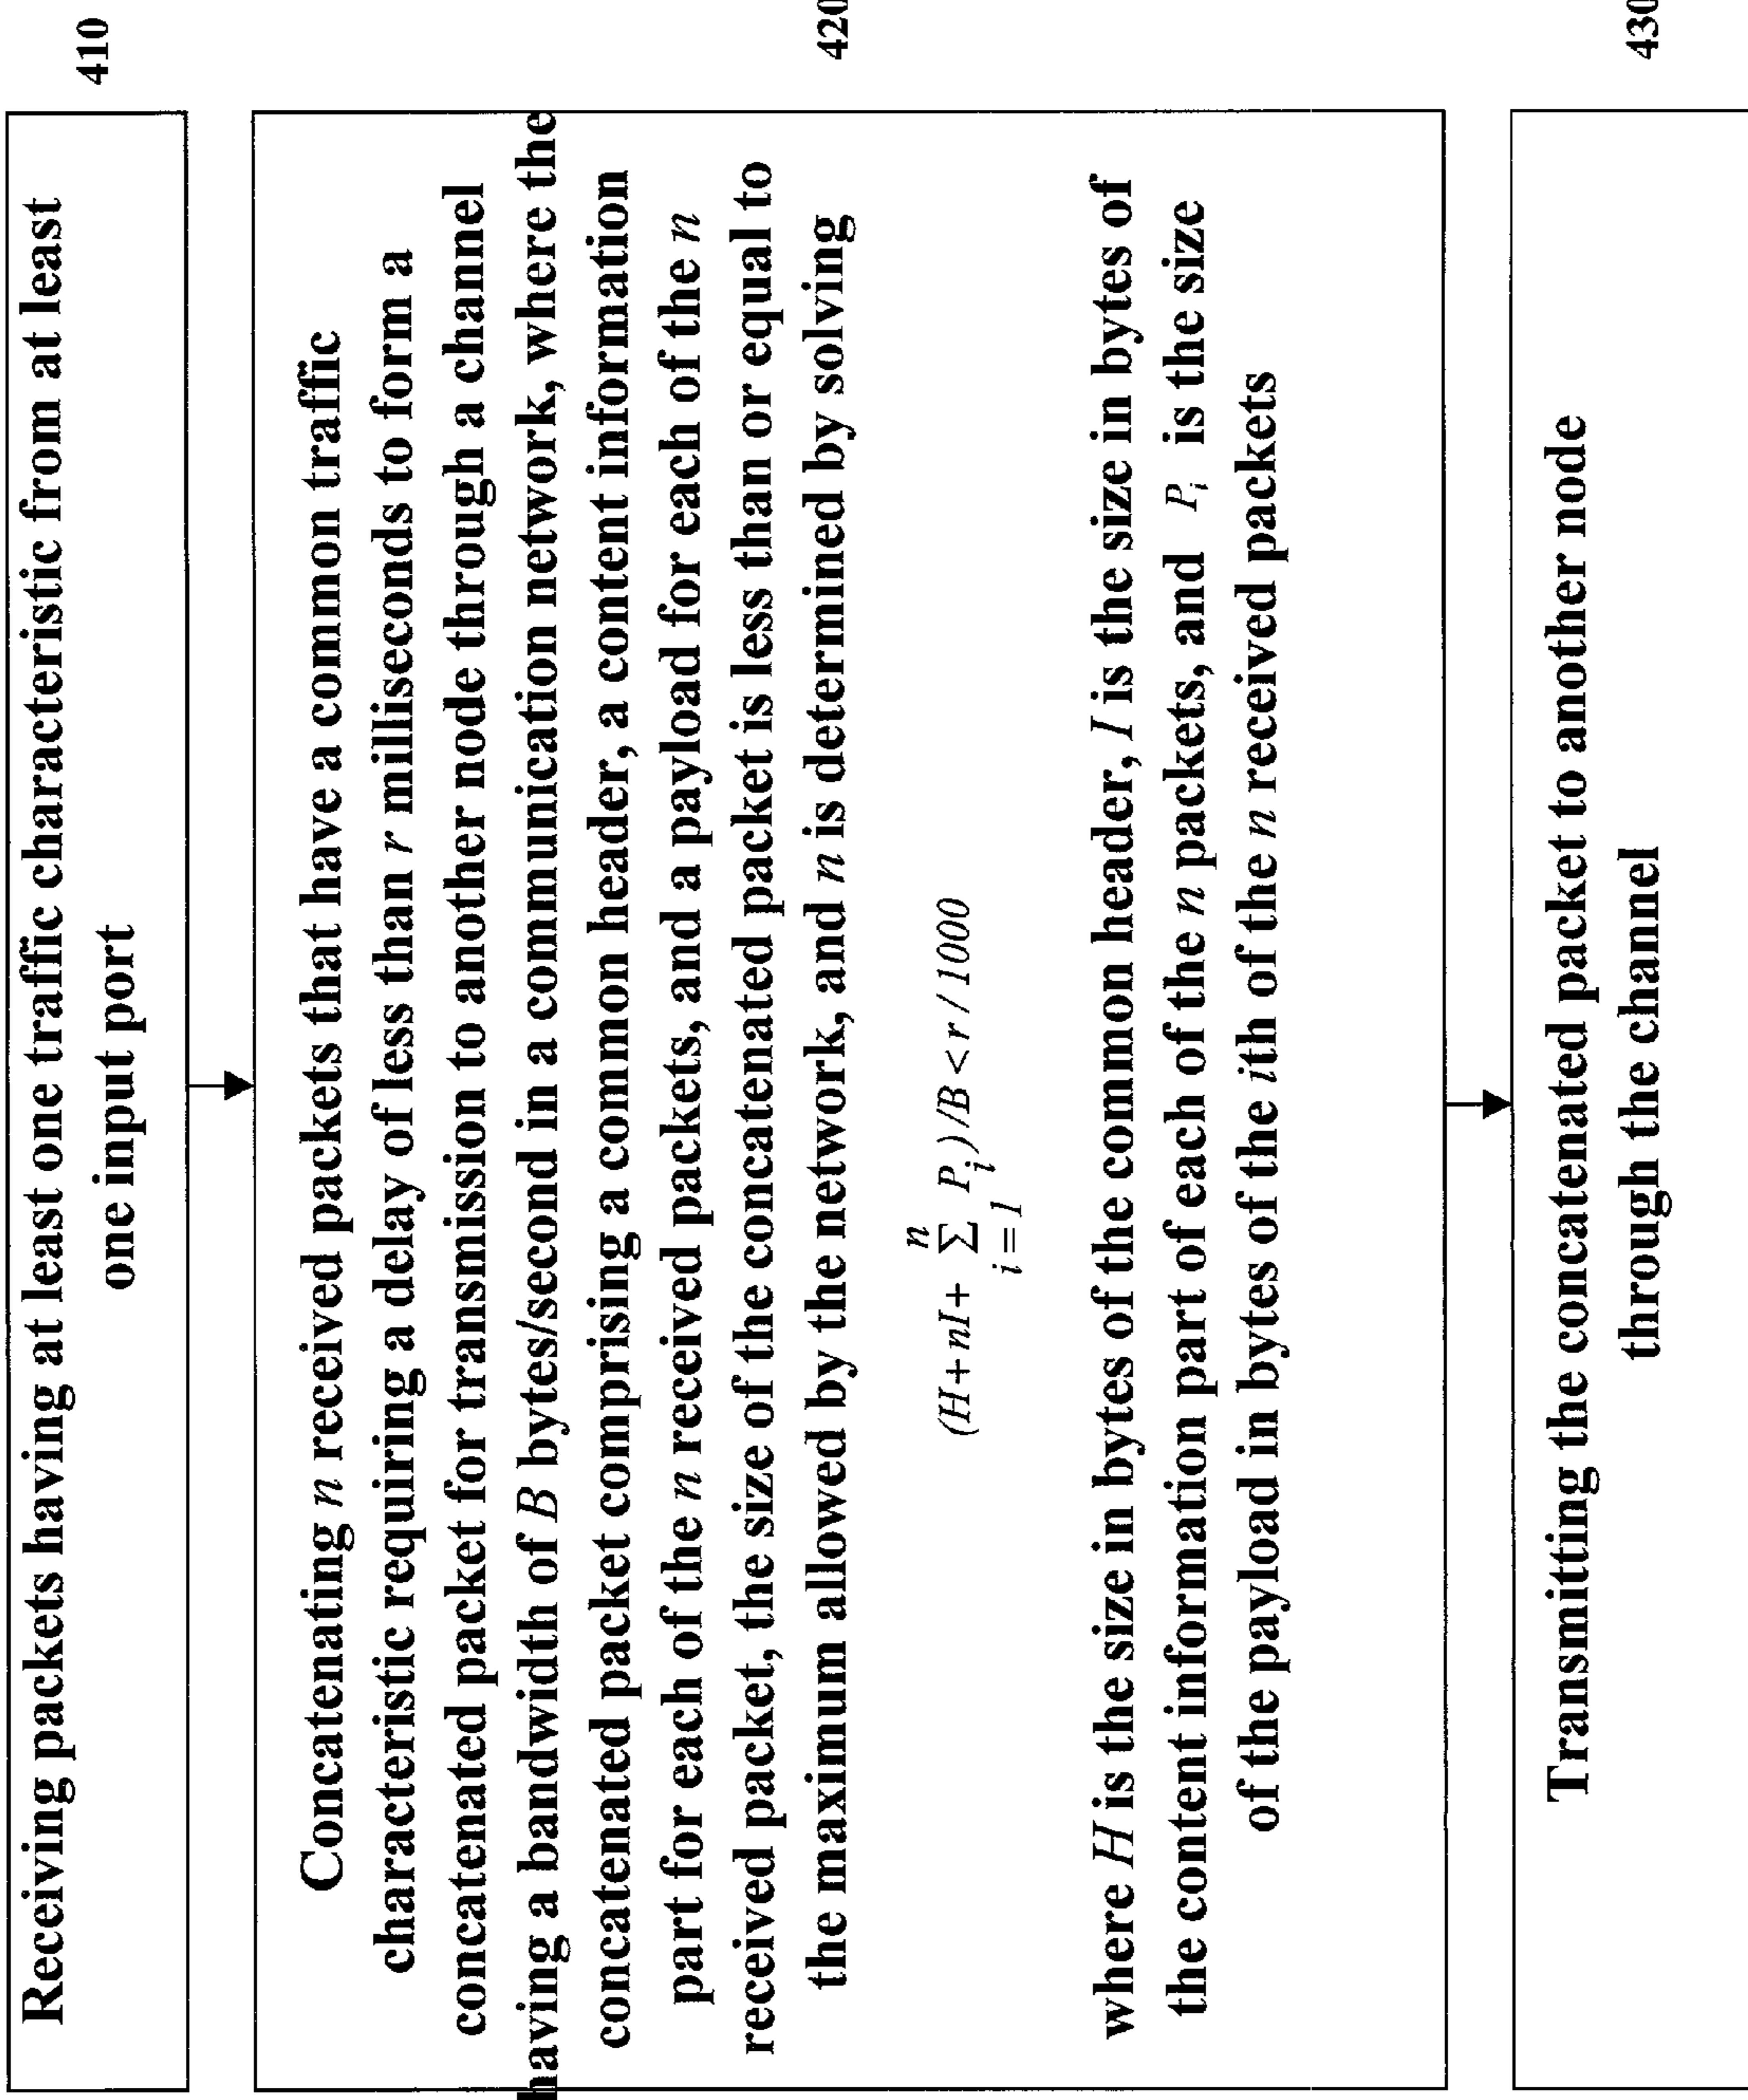 Receiving packets having at least one traffic characteristic from at least
one input port
410
Concatenating n received packets that have a common traffic
characteristic requiring a delay of less than r milliseconds to form a
concatenated packet for transmission to another node through a channel
having a bandwidth of B bytes/second in a communication network, where the
concatenated packet comprising a common header, a content information
part for each of the n received packets, and a payload for each of the n
received packet, the size of the concatenated packet is less than or equal to
the maximum allowed by the network, and n is determined by solving
420
n
(H+nI+ Σ P_i)/B < r/1000
i=1
where H is the size in bytes of the common header, I is the size in bytes of
the content information part of each of the n packets, and P_i is the size
of the payload in bytes of the ith of the n received packets
Transmitting the concatenated packet to another node
through the channel
430